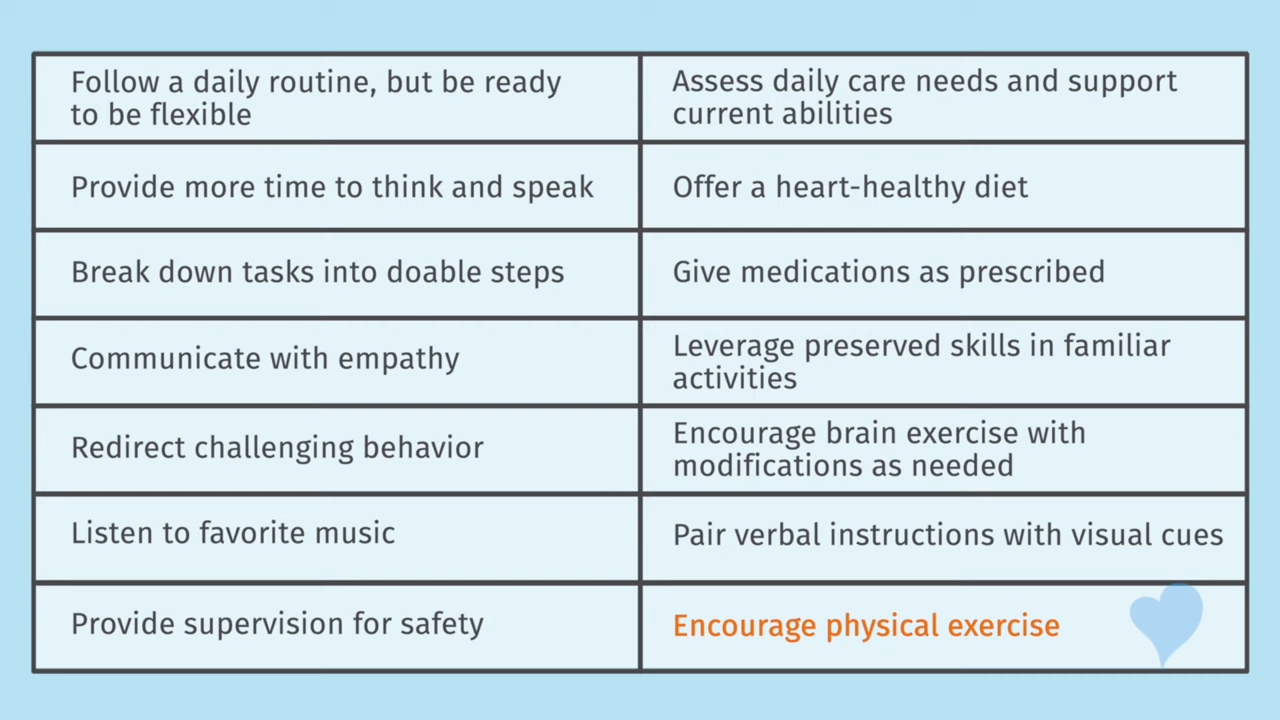 Follow a daily routine, but be ready
to be flexible
Assess daily care needs and support
current abilities
Provide more time to think and speak
Offer a heart-healthy diet
Break down tasks into doable steps
Give medications as prescribed
Communicate with empathy
Leverage preserved skills in familiar
activities
Redirect challenging behavior
Encourage brain exercise with
modifications as needed
Listen to favorite music
Pair verbal instructions with visual cues
Provide supervision for safety
Encourage physical exercise